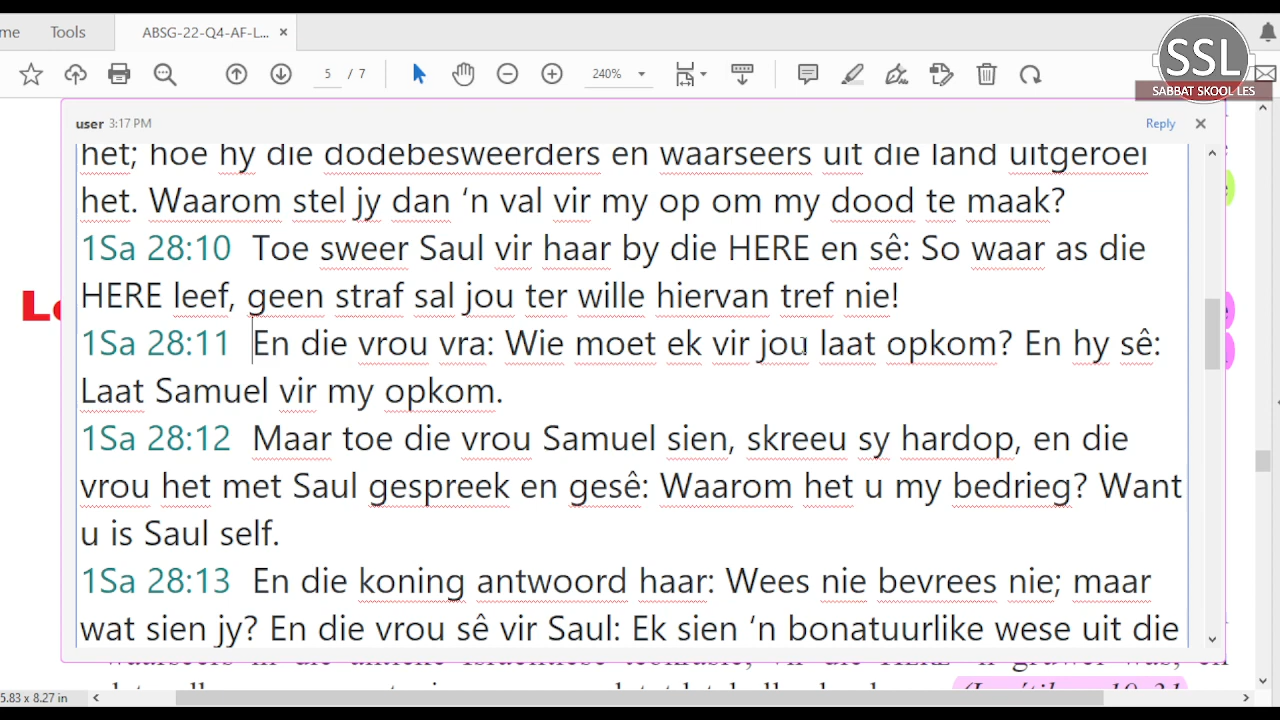 me Tools ABSG-22-Q4-AF-L... ×
5 / 7 240%
SSL
SABBAT SKOOL LES
user 3:17 PM Reply
het; hoe hy die dodebesweerders en waarseers uit die land uitgeroei
het. Waarom stel jy dan ‘n val vir my op om my dood te maak?
1Sa 28:10 Toe sweer Saul vir haar by die HERE en sê: So waar as die
HERE leef, geen straf sal jou ter wille hiervan tref nie!
1Sa 28:11 En die vrou vra: Wie moet ek vir jou laat opkom? En hy sê:
Laat Samuel vir my opkom.
1Sa 28:12 Maar toe die vrou Samuel sien, skreeu sy hardop, en die
vrou het met Saul gespreek en gesê: Waarom het u my bedrieg? Want
u is Saul self.
1Sa 28:13 En die koning antwoord haar: Wees nie bevrees nie; maar
wat sien jy? En die vrou sê vir Saul: Ek sien ‘n bonatuurlike wese uit die
5.83 x 8.27 in